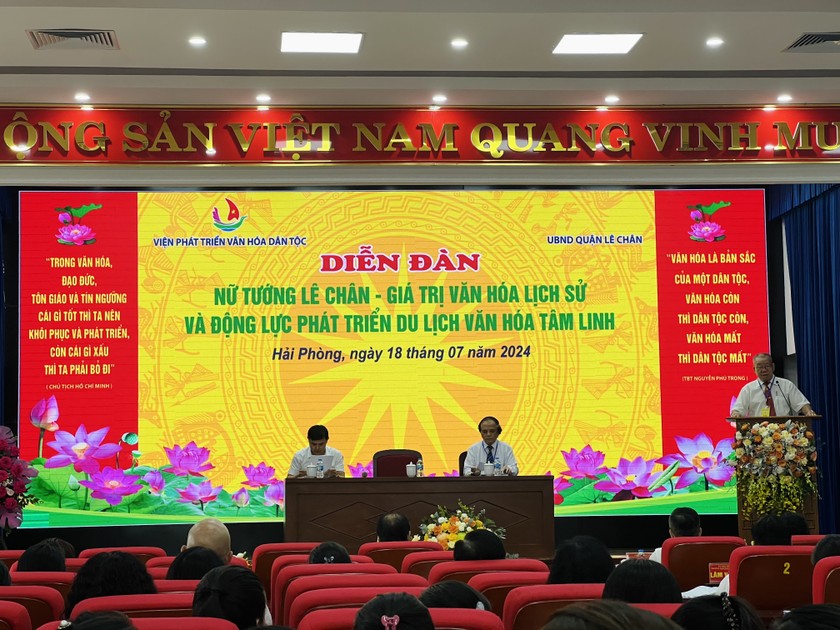 ỘNG SẢN VIỆT NAM QUANG VINH MU
VIỆN PHÁT TRIỂN VĂN HÓA DÂN TỘC
UBND QUẬN LÊ CHÂN
DIỄN ĐÀN
NỮ TƯỚNG LÊ CHÂN - GIÁ TRỊ VĂN HÓA LỊCH SỬ
VÀ ĐỘNG LỰC PHÁT TRIỂN DU LỊCH VĂN HÓA TÂM LINH
Hải Phòng, ngày 18 tháng 07 năm 2024
"TRONG VĂN HÓA,
ĐẠO ĐỨC,
TÔN GIÁO VÀ TÍN NGƯỠNG
CÁI GÌ TỐT THÌ TA NÊN
KHÔI PHỤC VÀ PHÁT TRIỂN,
CÒN CÁI GÌ XẤU
THÌ TA PHẢI BỎ ĐI"
( CHỦ TỊCH HỒ CHÍ MINH )
"VĂN HÓA LÀ BẢN SẮC
CỦA MỘT DÂN TỘC,
VĂN HÓA CÒN
THÌ DÂN TỘC CÒN,
VĂN HÓA MẤT
THÌ DÂN TỘC MẤT"
(TBT NGUYỄN PHÚ TRỌNG)
2